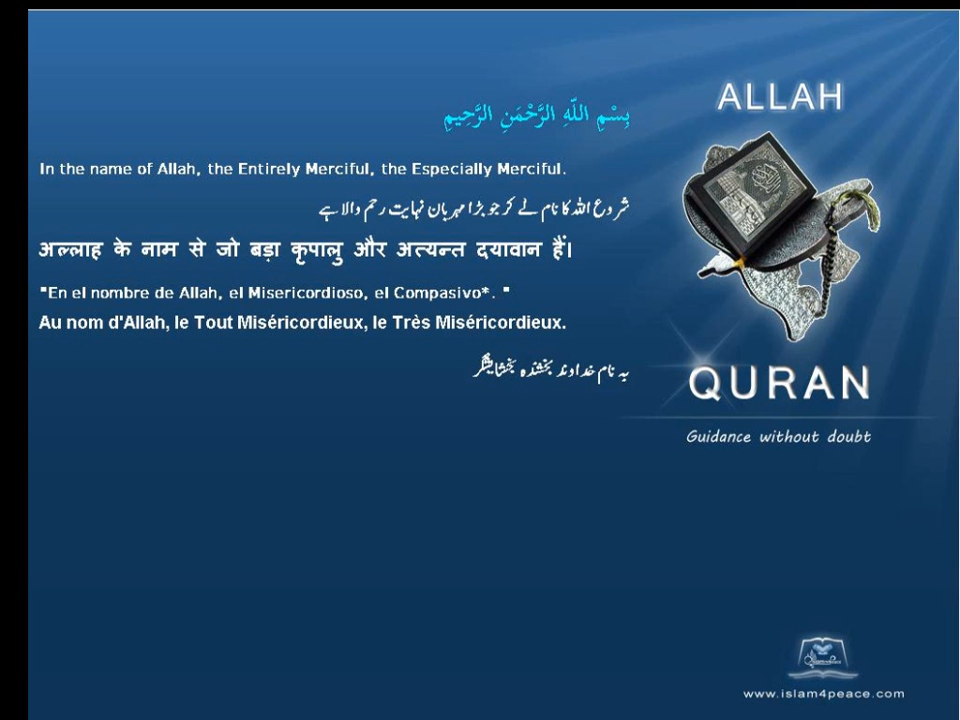 بِسْمِ اللّهِ الرَّحْمَنِ الرَّحِيمِ
In the name of Allah, the Entirely Merciful, the Especially Merciful.
شروع الله کا نام لے کر جو بڑا مہربان نہایت رحم والا ہے
अल्लाह के नाम से जो बड़ा कृपालु और अत्यन्त दयावान हैं।
"En el nombre de Allah, el Misericordioso, el Compasivo*. "
Au nom d'Allah, le Tout Miséricordieux, le Très Miséricordieux.
به نام خداوند بخشنده بخشایشگر
ALLAH
QURAN
Guidance without doubt
www.islam4peace.com